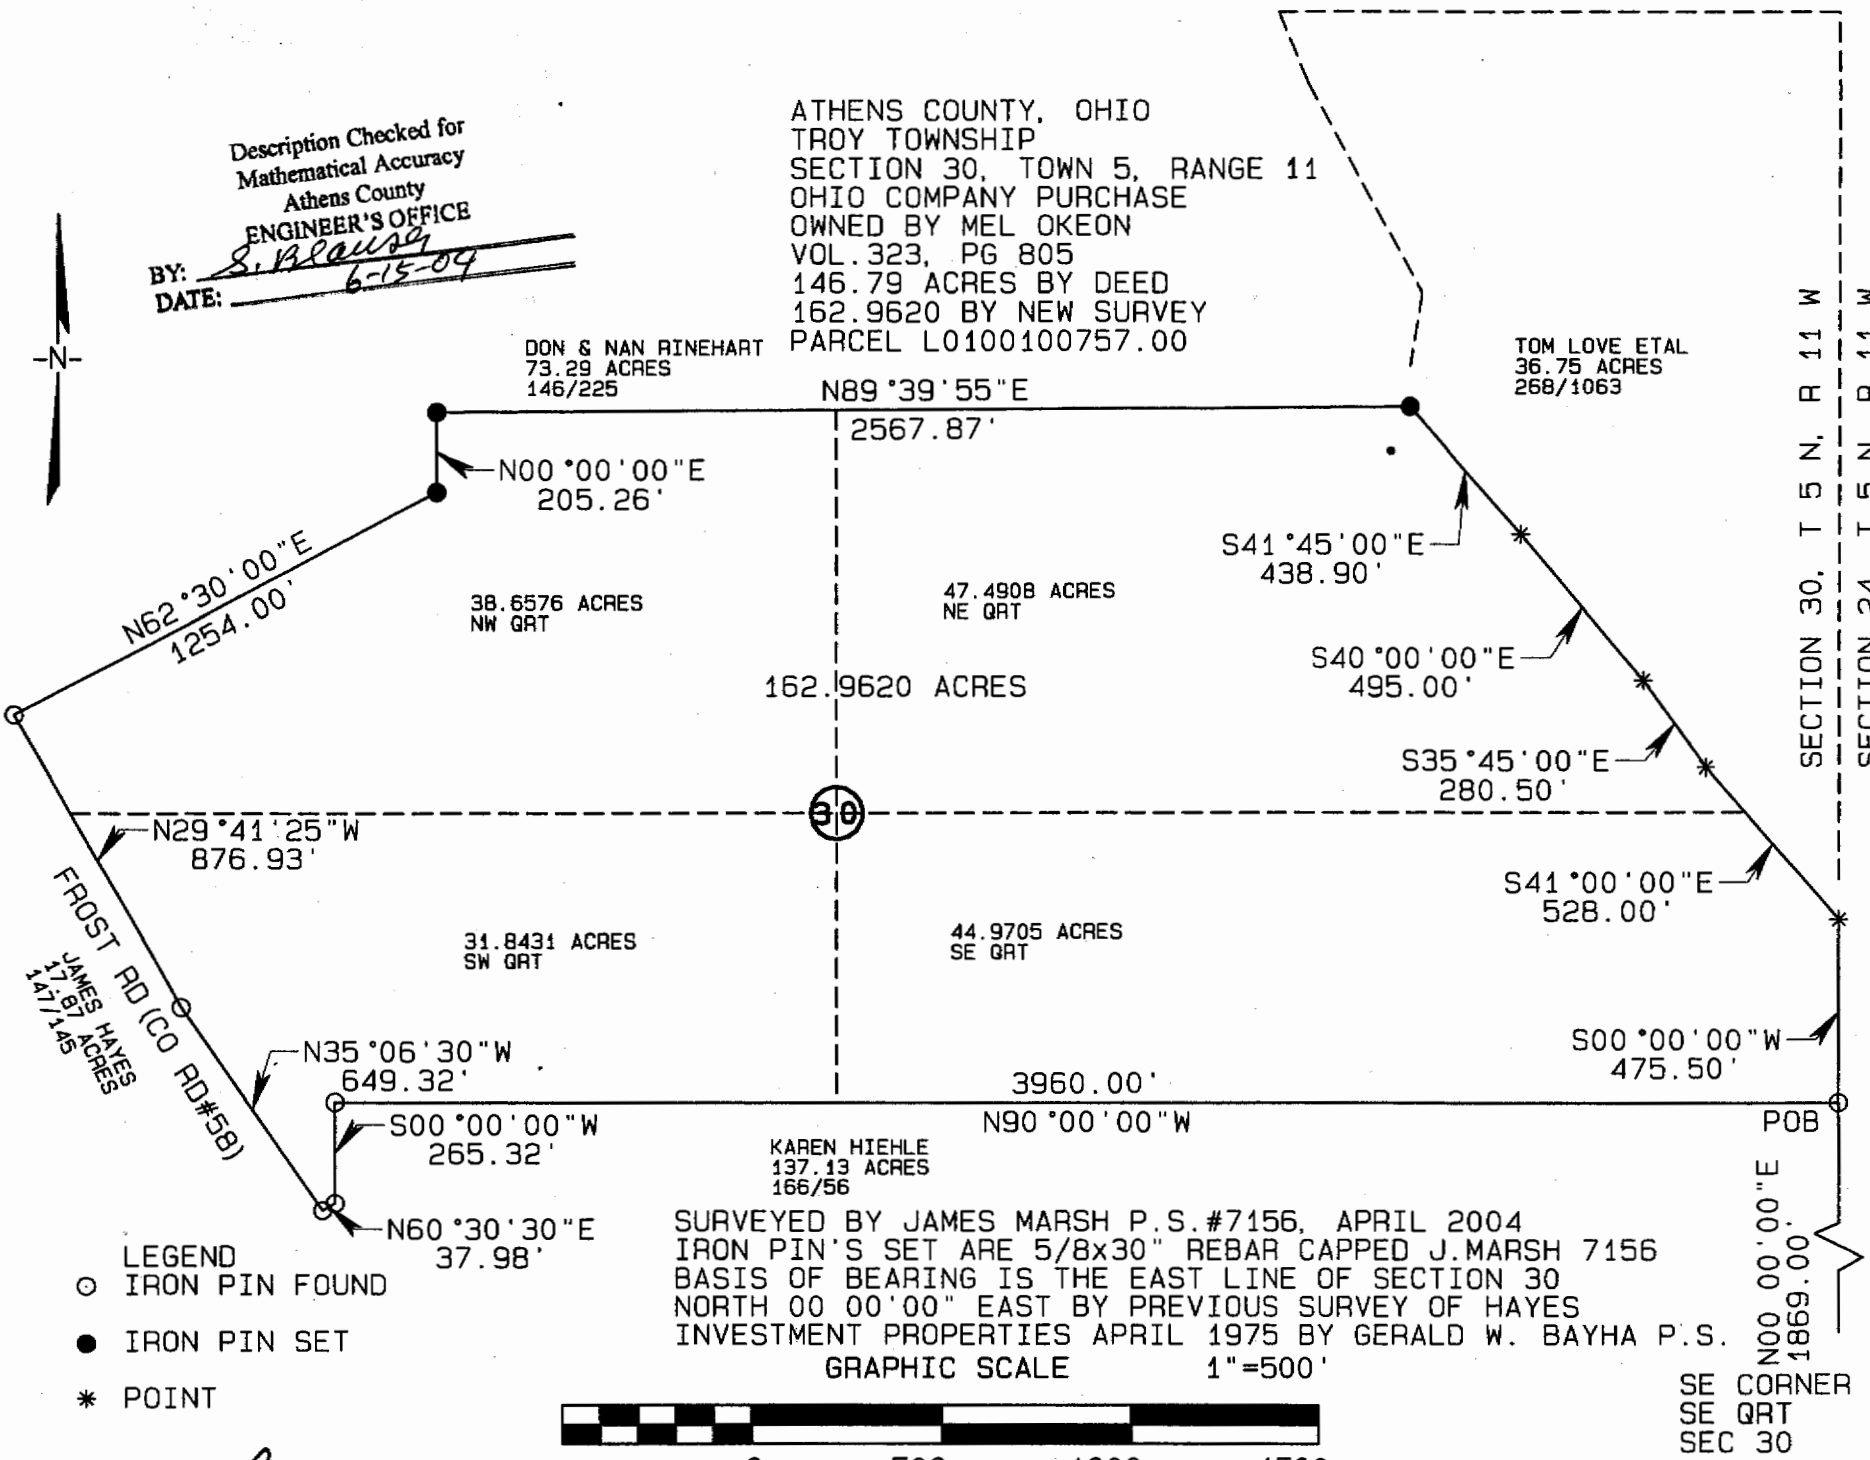 Description Checked for
Mathematical Accuracy
Athens County
ENGINEER'S OFFICE
BY: S. Blauser
DATE: 6-15-04
ATHENS COUNTY, OHIO
TROY TOWNSHIP
SECTION 30, TOWN 5, RANGE 11
OHIO COMPANY PURCHASE
OWNED BY MEL OKEON
VOL.323, PG 805
146.79 ACRES BY DEED
162.9620 BY NEW SURVEY
PARCEL L0100100757.00
-N-
DON & NAN RINEHART
73.29 ACRES
146/225
TOM LOVE ETAL
36.75 ACRES
268/1063
SECTION 30, T 5 N, R 11 W
N89°39'55"E
2567.87'
N00°00'00"E
205.26'
N62°30'00"E
1254.00'
S41°45'00"E
438.90'
38.6576 ACRES
NW QRT
47.4908 ACRES
NE QRT
S40°00'00"E
495.00'
162.9620 ACRES
S35°45'00"E
280.50'
30
N29°41'25"W
876.93'
S41°00'00"E
528.00'
FROST RD (CO RD#58)
JAMES HAYES
17.87 ACRES
147/145
31.8431 ACRES
SW QRT
44.9705 ACRES
SE QRT
S00°00'00"W
475.50'
N35°06'30"W
649.32'
3960.00'
N90°00'00"W
POB
S00°00'00"W
265.32'
KAREN HIEHLE
137.13 ACRES
166/56
N60°30'30"E
37.98'
N00 00'00"E
1869.00'
LEGEND
IRON PIN FOUND
IRON PIN SET
POINT
SURVEYED BY JAMES MARSH P.S.#7156, APRIL 2004
IRON PIN'S SET ARE 5/8x30" REBAR CAPPED J.MARSH 7156
BASIS OF BEARING IS THE EAST LINE OF SECTION 30
NORTH 00 00'00" EAST BY PREVIOUS SURVEY OF HAYES
INVESTMENT PROPERTIES APRIL 1975 BY GERALD W. BAYHA P.S.
GRAPHIC SCALE 1"=500'
SE CORNER
SE QRT
SEC 30